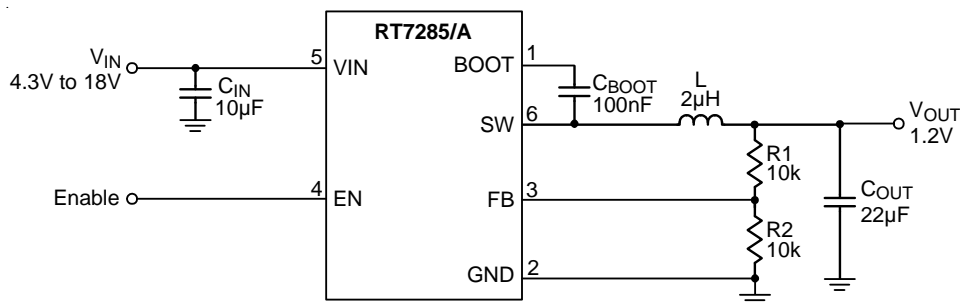 RT7285/A
VIN
4.3V to 18V
CIN
10µF
5
VIN
BOOT
1
CBOOT
100nF
L
2µH
SW
6
VOUT
1.2V
R1
10k
Enable
4
EN
FB
3
COUT
22µF
R2
10k
GND
2